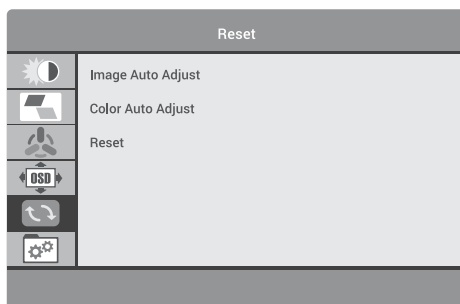 Reset
Image Auto Adjust
Color Auto Adjust
Reset
OSD